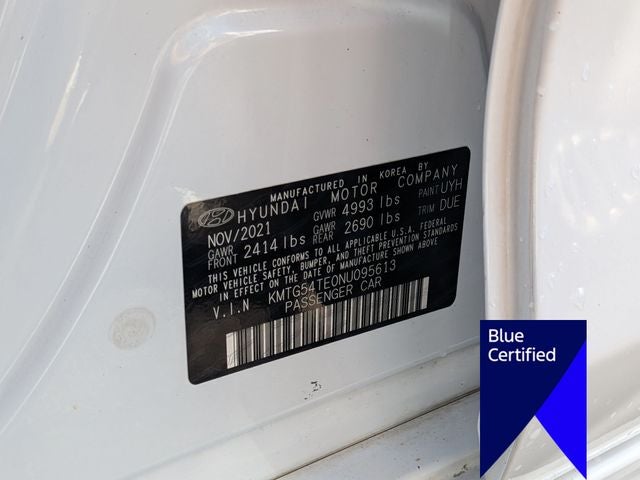 MANUFACTURED IN KOREA BY
HYUNDAI MOTOR COMPANY
NOV/2021 GVWR 4993 lbs PAINT UYH
GAWR FRONT 2414 lbs GAWR REAR 2690 lbs TRIM DUE
THIS VEHICLE CONFORMS TO ALL APPLICABLE U.S.A. FEDERAL
MOTOR VEHICLE SAFETY, BUMPER, AND THEFT PREVENTION STANDARDS
IN EFFECT ON THE DATE OF MANUFACTURE SHOWN ABOVE.
V.I.N KMTG54TE0NU095613
PASSENGER CAR
Blue
Certified